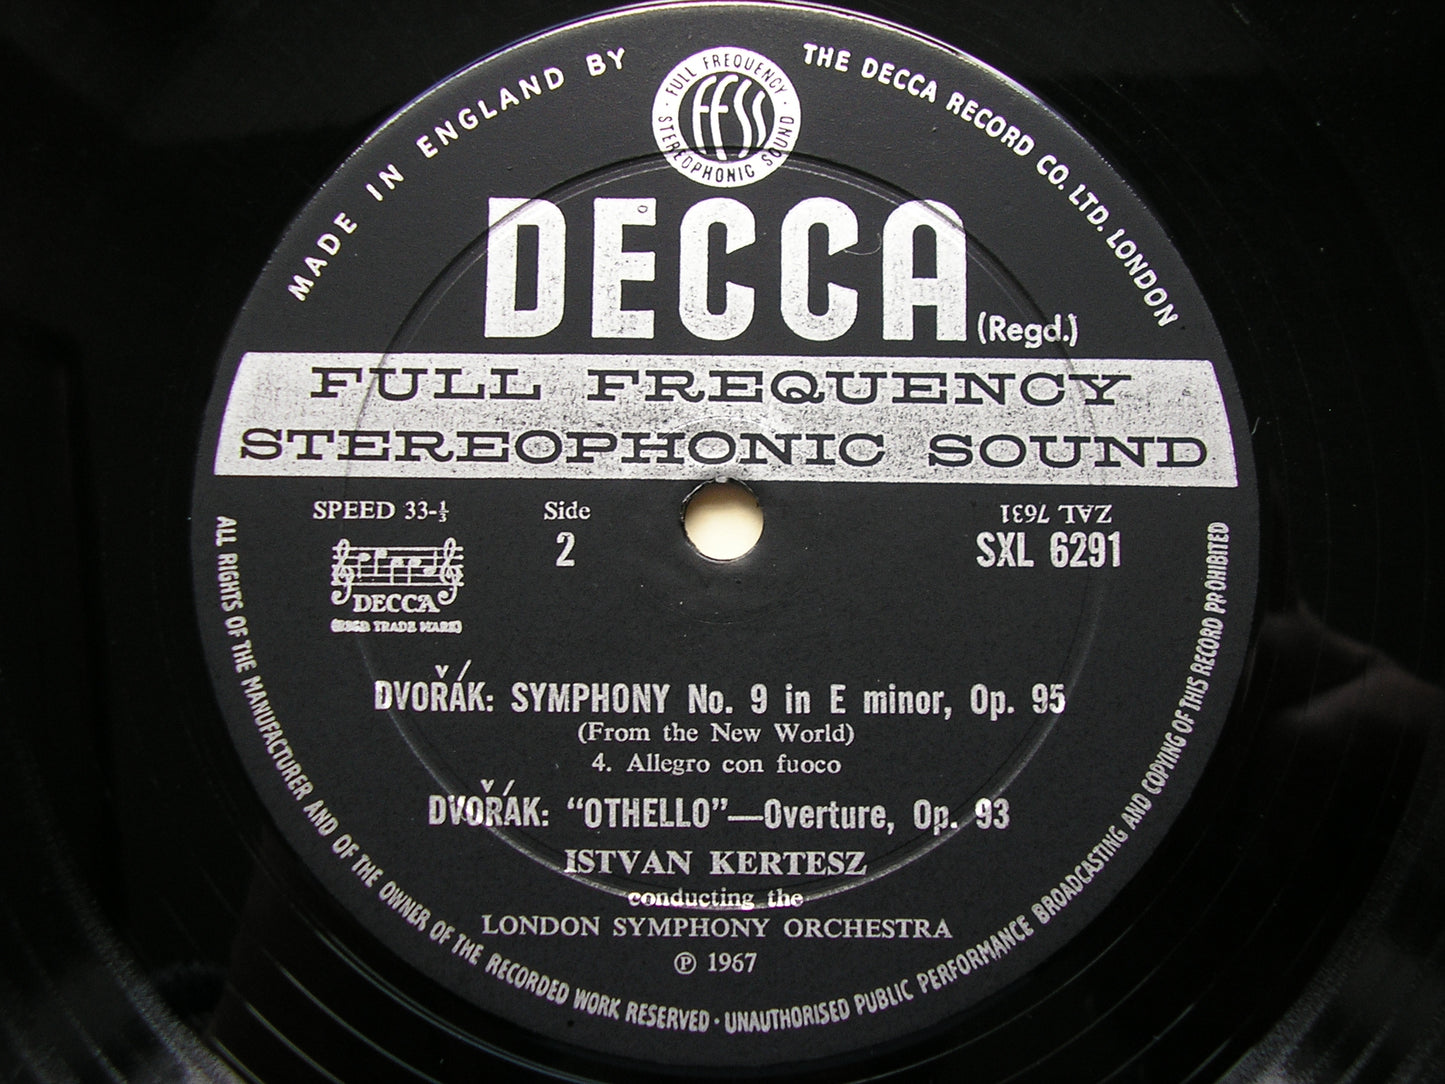 MADE IN ENGLAND BY
THE DECCA RECORD CO. LTD. LONDON
FULL FREQUENCY
FFSS
STEREOPHONIC SOUND
DECCA
(Regd.)
FULL FREQUENCY
STEREOPHONIC SOUND
SPEED 33-⅓
Side
2
ZAL 7631
SXL 6291
DECCA
(REGD TRADE MARK)
DVOŘÁK: SYMPHONY No. 9 in E minor, Op. 95
(From the New World)
4. Allegro con fuoco
DVOŘÁK: “OTHELLO”—Overture, Op. 93
ISTVAN KERTESZ
conducting the
LONDON SYMPHONY ORCHESTRA
℗ 1967
ALL RIGHTS OF THE MANUFACTURER AND OF THE OWNER OF THE RECORDED WORK RESERVED · UNAUTHORISED PUBLIC PERFORMANCE BROADCASTING AND COPYING OF THIS RECORD PROHIBITED